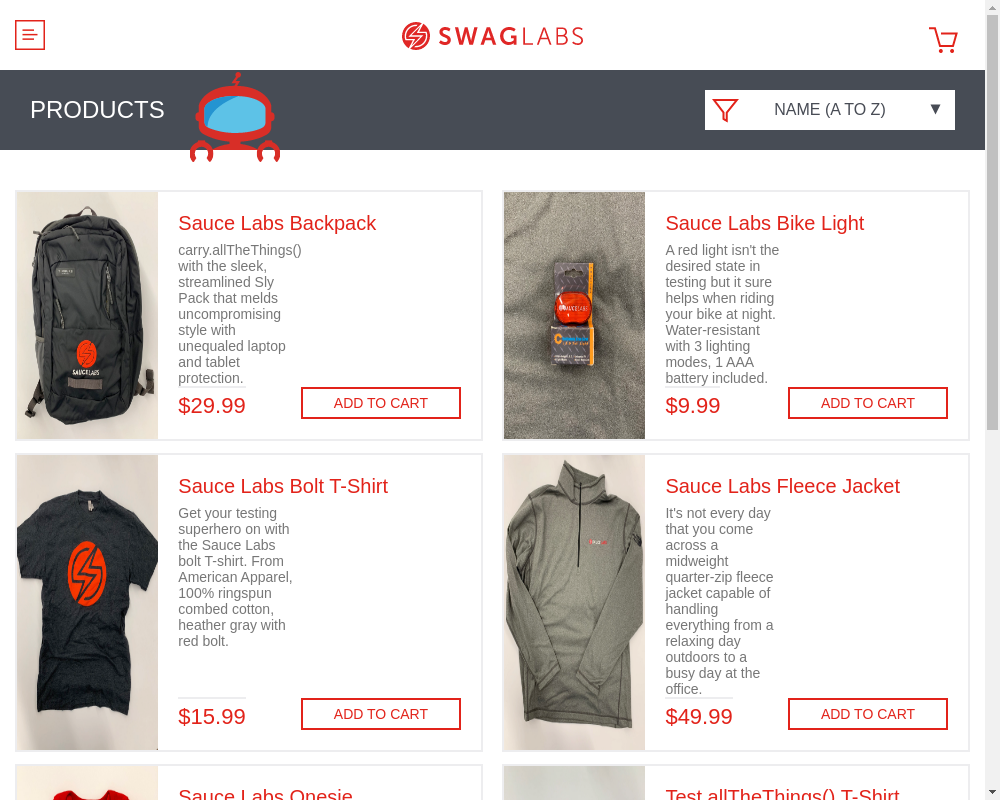 SWAGLABS
PRODUCTS
NAME (A TO Z)
Sauce Labs Backpack
carry.allTheThings()
with the sleek,
streamlined Sly
Pack that melds
uncompromising
style with
unequaled laptop
and tablet
protection.
$29.99
ADD TO CART
SAUCELABS
Sauce Labs Bike Light
A red light isn't the
desired state in
testing but it sure
helps when riding
your bike at night.
Water-resistant
with 3 lighting
modes, 1 AAA
battery included.
$9.99
ADD TO CART
SAUCELABS
Sauce Labs Bolt T-Shirt
Get your testing
superhero on with
the Sauce Labs
bolt T-shirt. From
American Apparel,
100% ringspun
combed cotton,
heather gray with
red bolt.
$15.99
ADD TO CART
Sauce Labs Fleece Jacket
It's not every day
that you come
across a
midweight
quarter-zip fleece
jacket capable of
handling
everything from a
relaxing day
outdoors to a
busy day at the
office.
$49.99
ADD TO CART
Sauce Labs Onesie
Test.allTheThings() T-Shirt